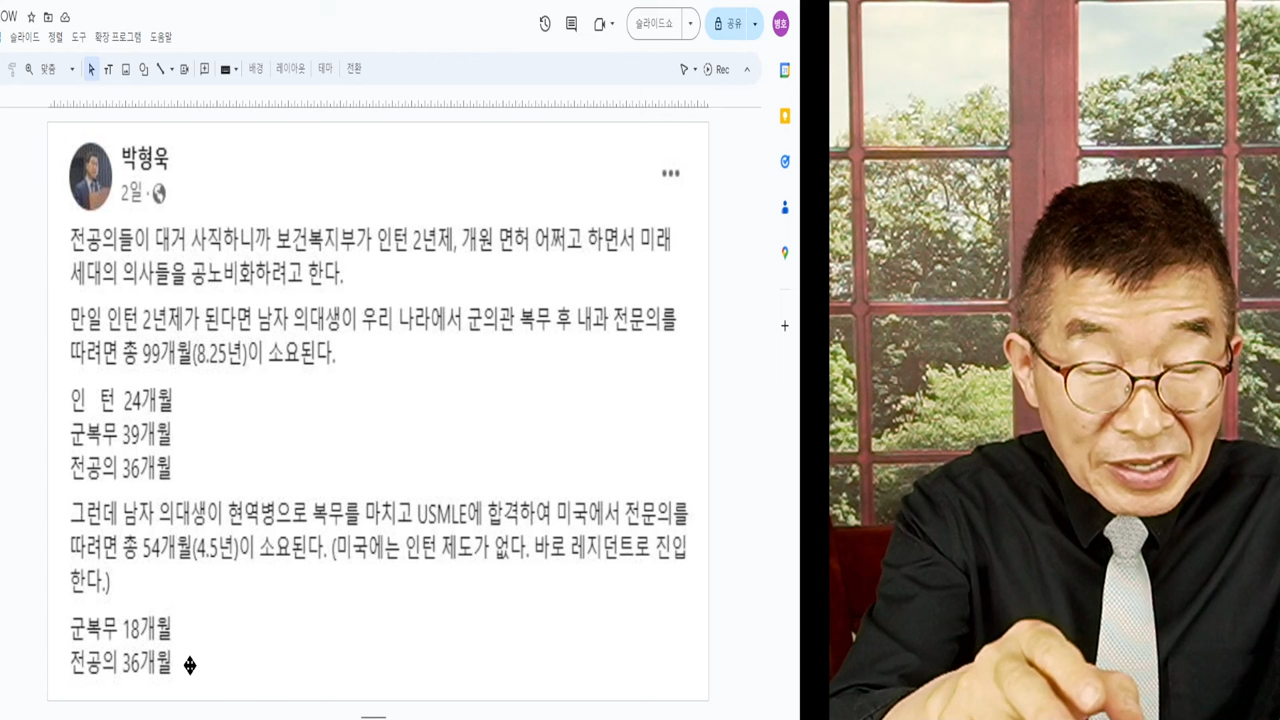 OW
슬라이드 정렬 도구 확장 프로그램 도움말
슬라이드쇼
공유
병호
맞춤
배경 레이아웃 테마 전환
Rec
박형욱
2일
전공의들이 대거 사직하니까 보건복지부가 인턴 2년제, 개원 면허 어쩌고 하면서 미래
세대의 의사들을 공노비화하려고 한다.
만일 인턴 2년제가 된다면 남자 의대생이 우리 나라에서 군의관 복무 후 내과 전문의를
따려면 총 99개월(8.25년)이 소요된다.
인 턴 24개월
군복무 39개월
전공의 36개월
그런데 남자 의대생이 현역병으로 복무를 마치고 USMLE에 합격하여 미국에서 전문의를
따려면 총 54개월(4.5년)이 소요된다. (미국에는 인턴 제도가 없다. 바로 레지던트로 진입
한다.)
군복무 18개월
전공의 36개월